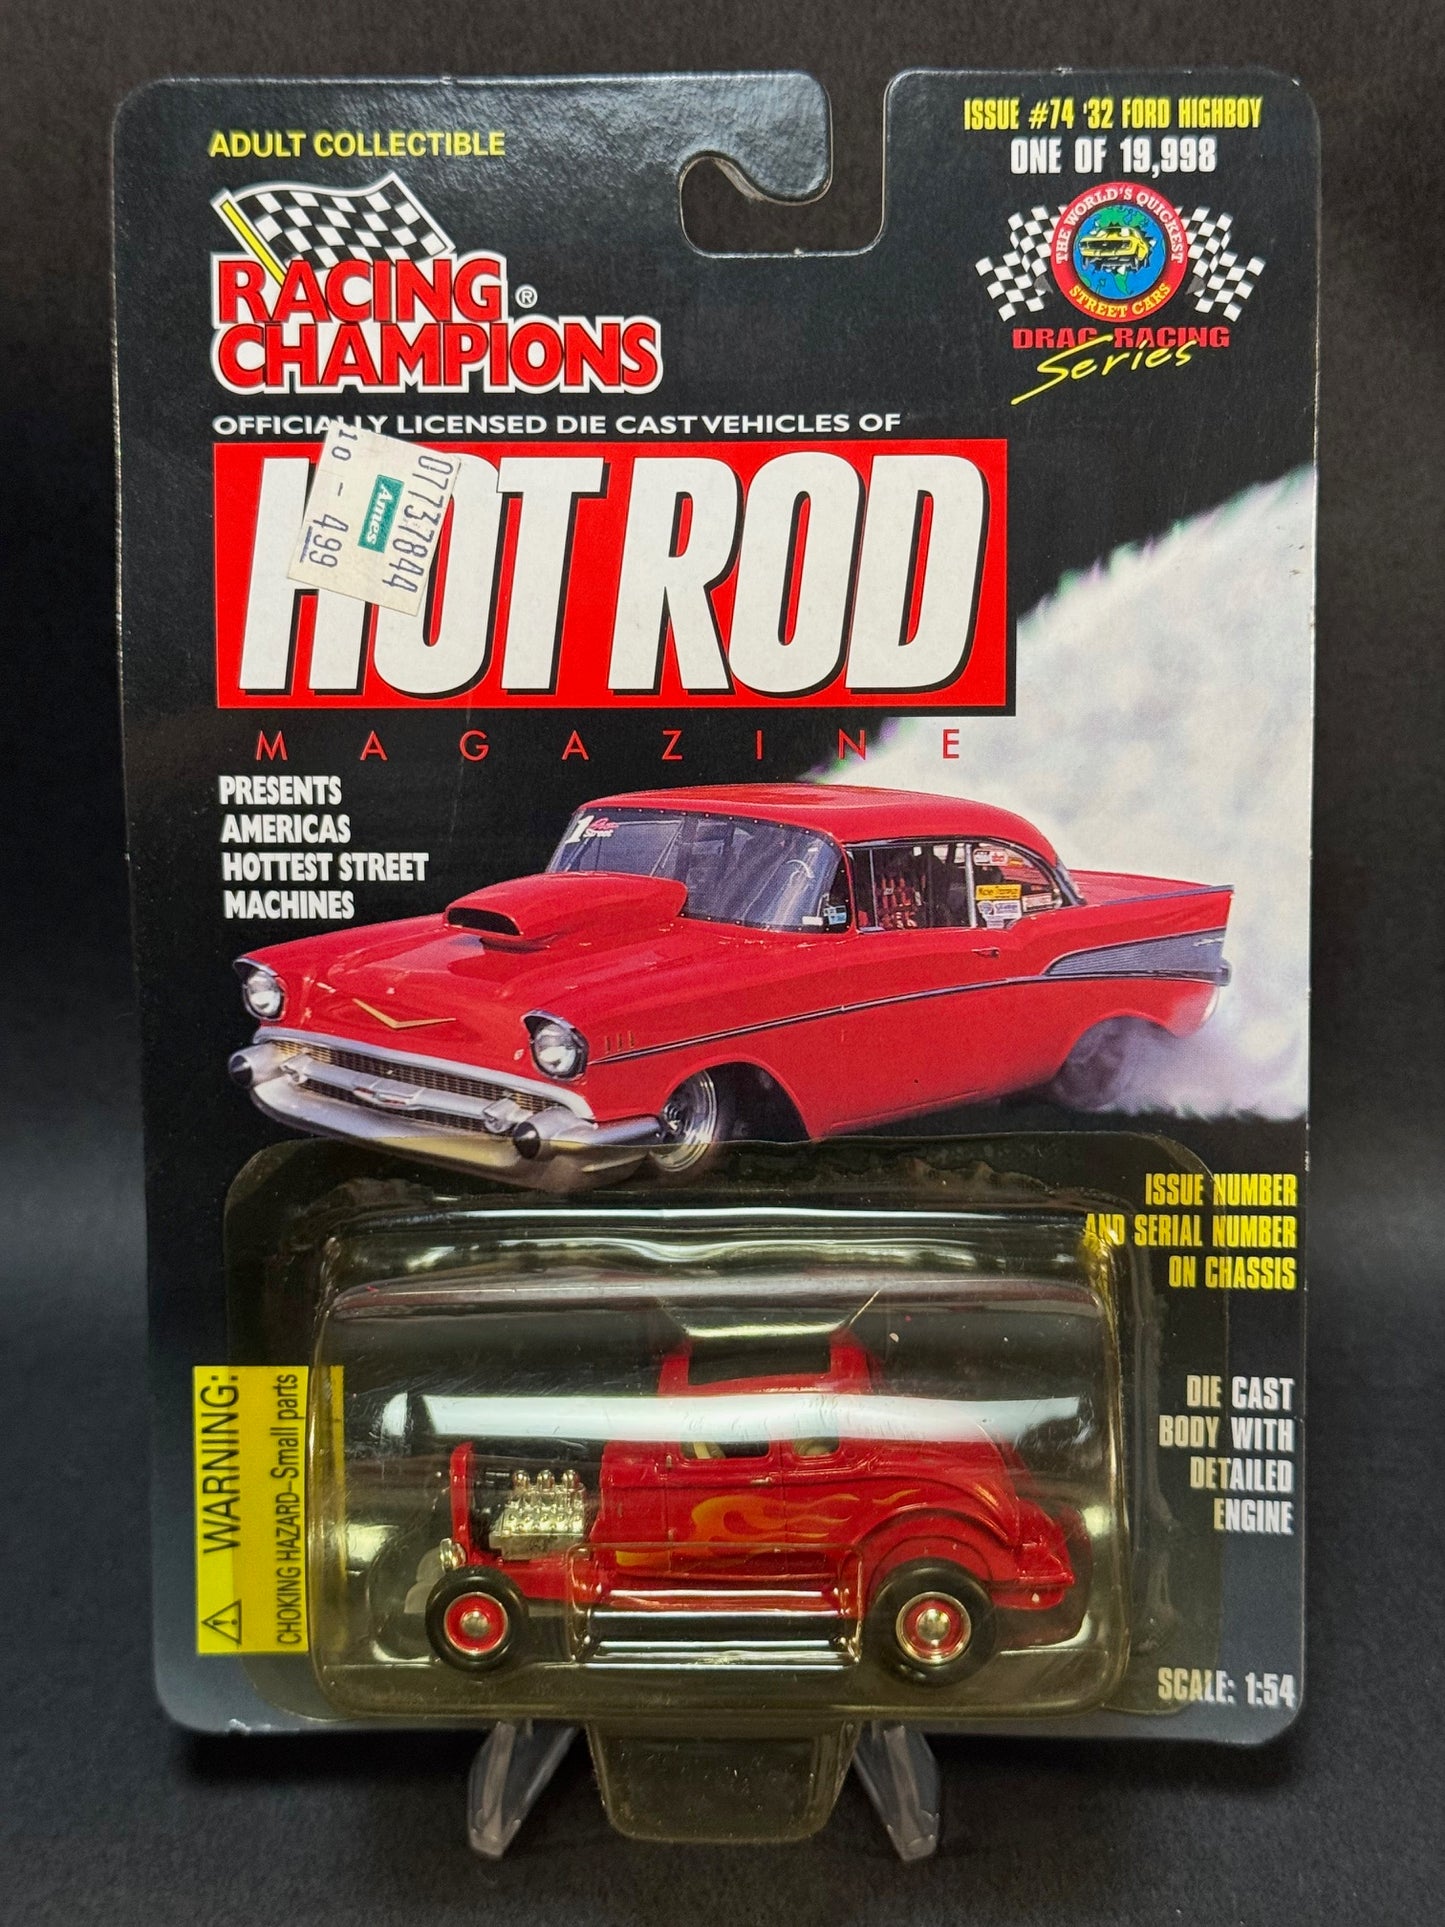 ADULT COLLECTIBLE
RACING
CHAMPIONS®
OFFICIALLY LICENSED DIE CAST VEHICLES OF
HOT ROD
MAGAZINE
07737844
Ames
10 - 499
PRESENTS
AMERICAS
HOTTEST STREET
MACHINES
ISSUE #74 '32 FORD HIGHBOY
ONE OF 19,998
THE WORLD'S QUICKEST
STREET CARS
DRAG RACING
Series
1
Street
ISSUE NUMBER
AND SERIAL NUMBER
ON CHASSIS
DIE CAST
BODY WITH
DETAILED
ENGINE
SCALE: 1:54
WARNING:
CHOKING HAZARD–Small parts